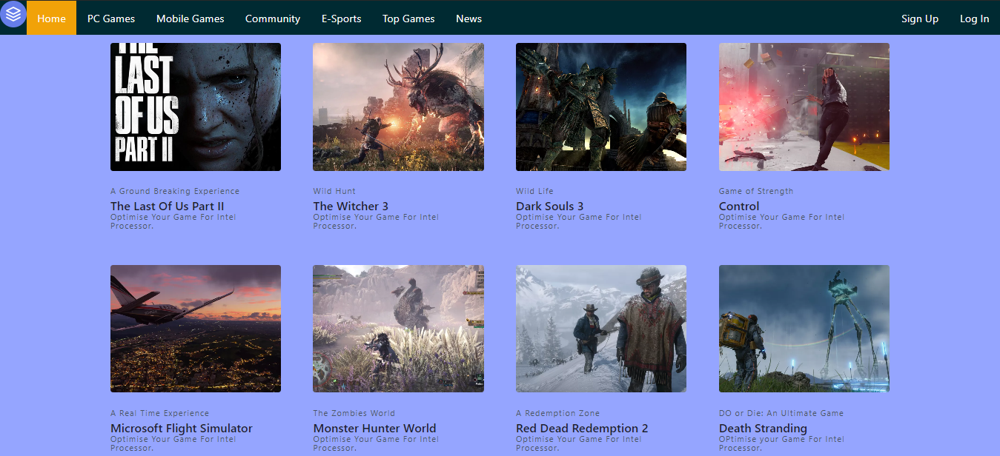 Home PC Games Mobile Games Community E-Sports Top Games News Sign Up Log In
THE
LAST
OF US
PART II
A Ground Breaking Experience
The Last Of Us Part II
Optimise Your Game For Intel
Processor.
Wild Hunt
The Witcher 3
Optimise Your Game For Intel
Processor.
Wild Life
Dark Souls 3
Optimise Your Game For Intel
Processor.
Game of Strength
Control
Optimise Your Game For Intel
Processor.
A Real Time Experience
Microsoft Flight Simulator
Optimise Your Game For Intel
Processor.
The Zombies World
Monster Hunter World
Optimise Your Game For Intel
Processor.
A Redemption Zone
Red Dead Redemption 2
Optimise Your Game For Intel
Processor.
DO or Die: An Ultimate Game
Death Stranding
OPtimise your Game For Intel
Processor.